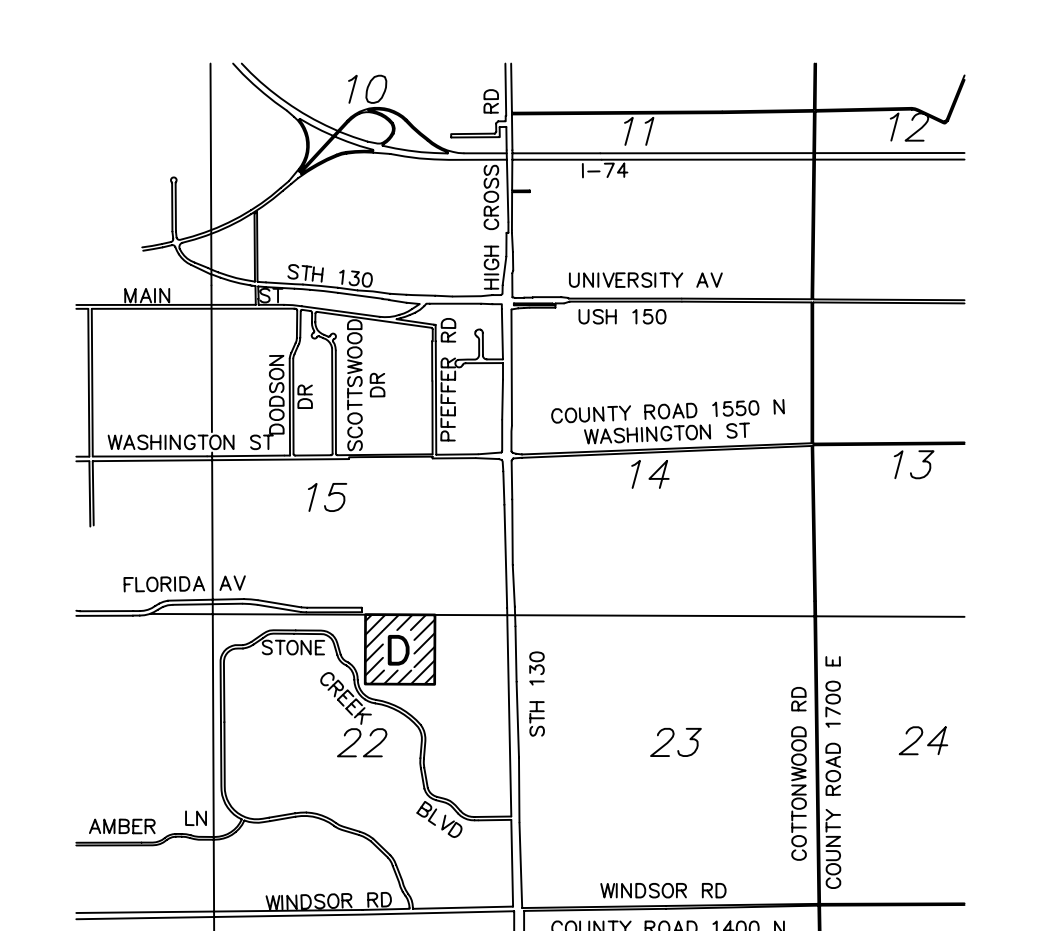 10
RD
11
12
I-74
HIGH CROSS
STH 130
UNIVERSITY AV
MAIN ST
USH 150
DODSON
DR
SCOTTSWOOD
DR
PFEFFER RD
COUNTY ROAD 1550 N
WASHINGTON ST
WASHINGTON ST
13
14
15
FLORIDA AV
D
STONE
CREEK
BLVD
STH 130
22
23
24
COTTONWOOD RD
COUNTY ROAD 1700 E
AMBER LN
WINDSOR RD
WINDSOR RD
COUNTY ROAD 1400 N